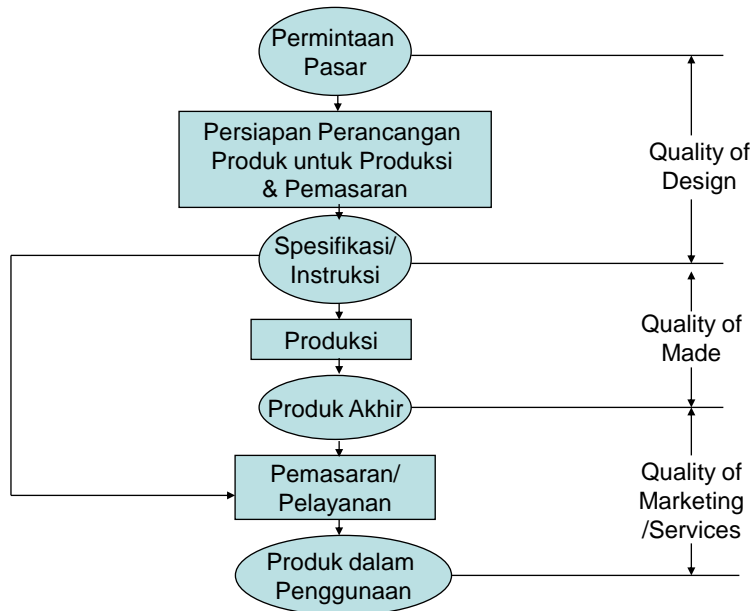 Permintaan
Pasar
Persiapan Perancangan
Produk untuk Produksi
& Pemasaran
Quality of
Design
Spesifikasi/
Instruksi
Produksi
Quality of
Made
Produk Akhir
Pemasaran/
Pelayanan
Quality of
Marketing
/Services
Produk dalam
Penggunaan